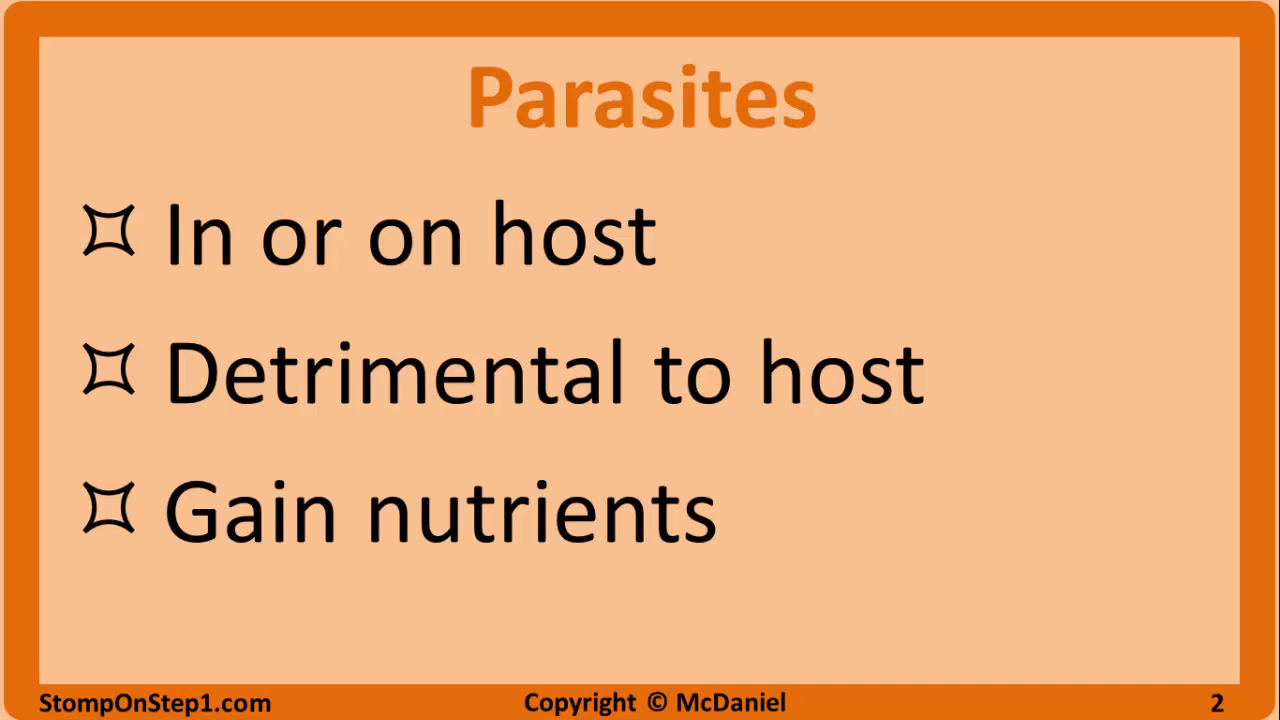 Parasites
In or on host
Detrimental to host
Gain nutrients
StompOnStep1.com Copyright © McDaniel 2